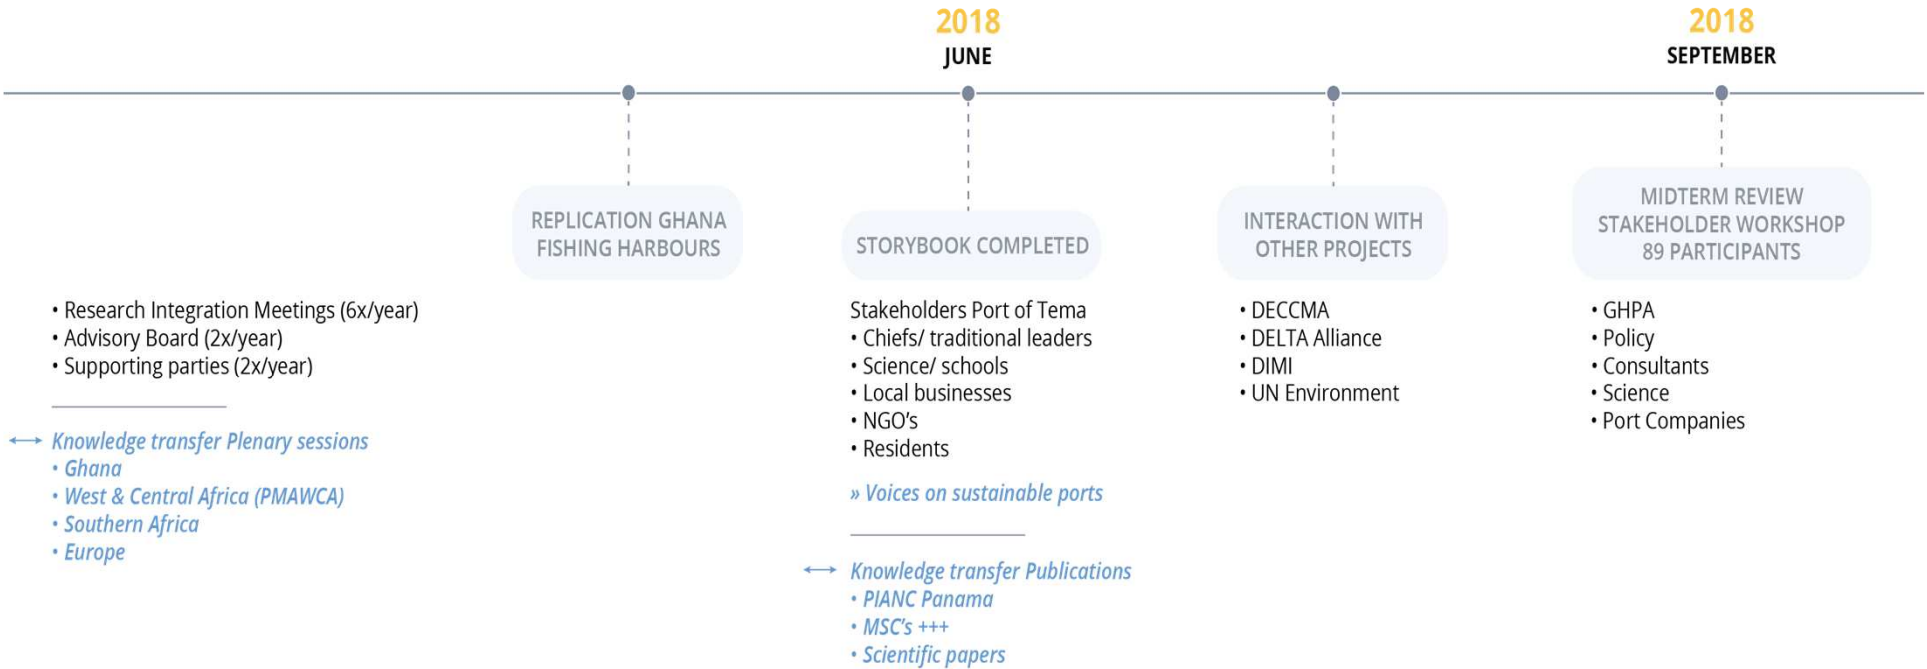 2018
JUNE
2018
SEPTEMBER
REPLICATION GHANA
FISHING HARBOURS
STORYBOOK COMPLETED
INTERACTION WITH
OTHER PROJECTS
MIDTERM REVIEW
STAKEHOLDER WORKSHOP
89 PARTICIPANTS
• Research Integration Meetings (6x/year)
• Advisory Board (2x/year)
• Supporting parties (2x/year)
Knowledge transfer Plenary sessions
• Ghana
• West & Central Africa (PMAWCA)
• Southern Africa
• Europe
Stakeholders Port of Tema
• Chiefs/ traditional leaders
• Science/ schools
• Local businesses
• NGO's
• Residents
» Voices on sustainable ports
Knowledge transfer Publications
• PIANC Panama
• MSC's +++
• Scientific papers
• DECCMA
• DELTA Alliance
• DIMI
• UN Environment
• GHPA
• Policy
• Consultants
• Science
• Port Companies